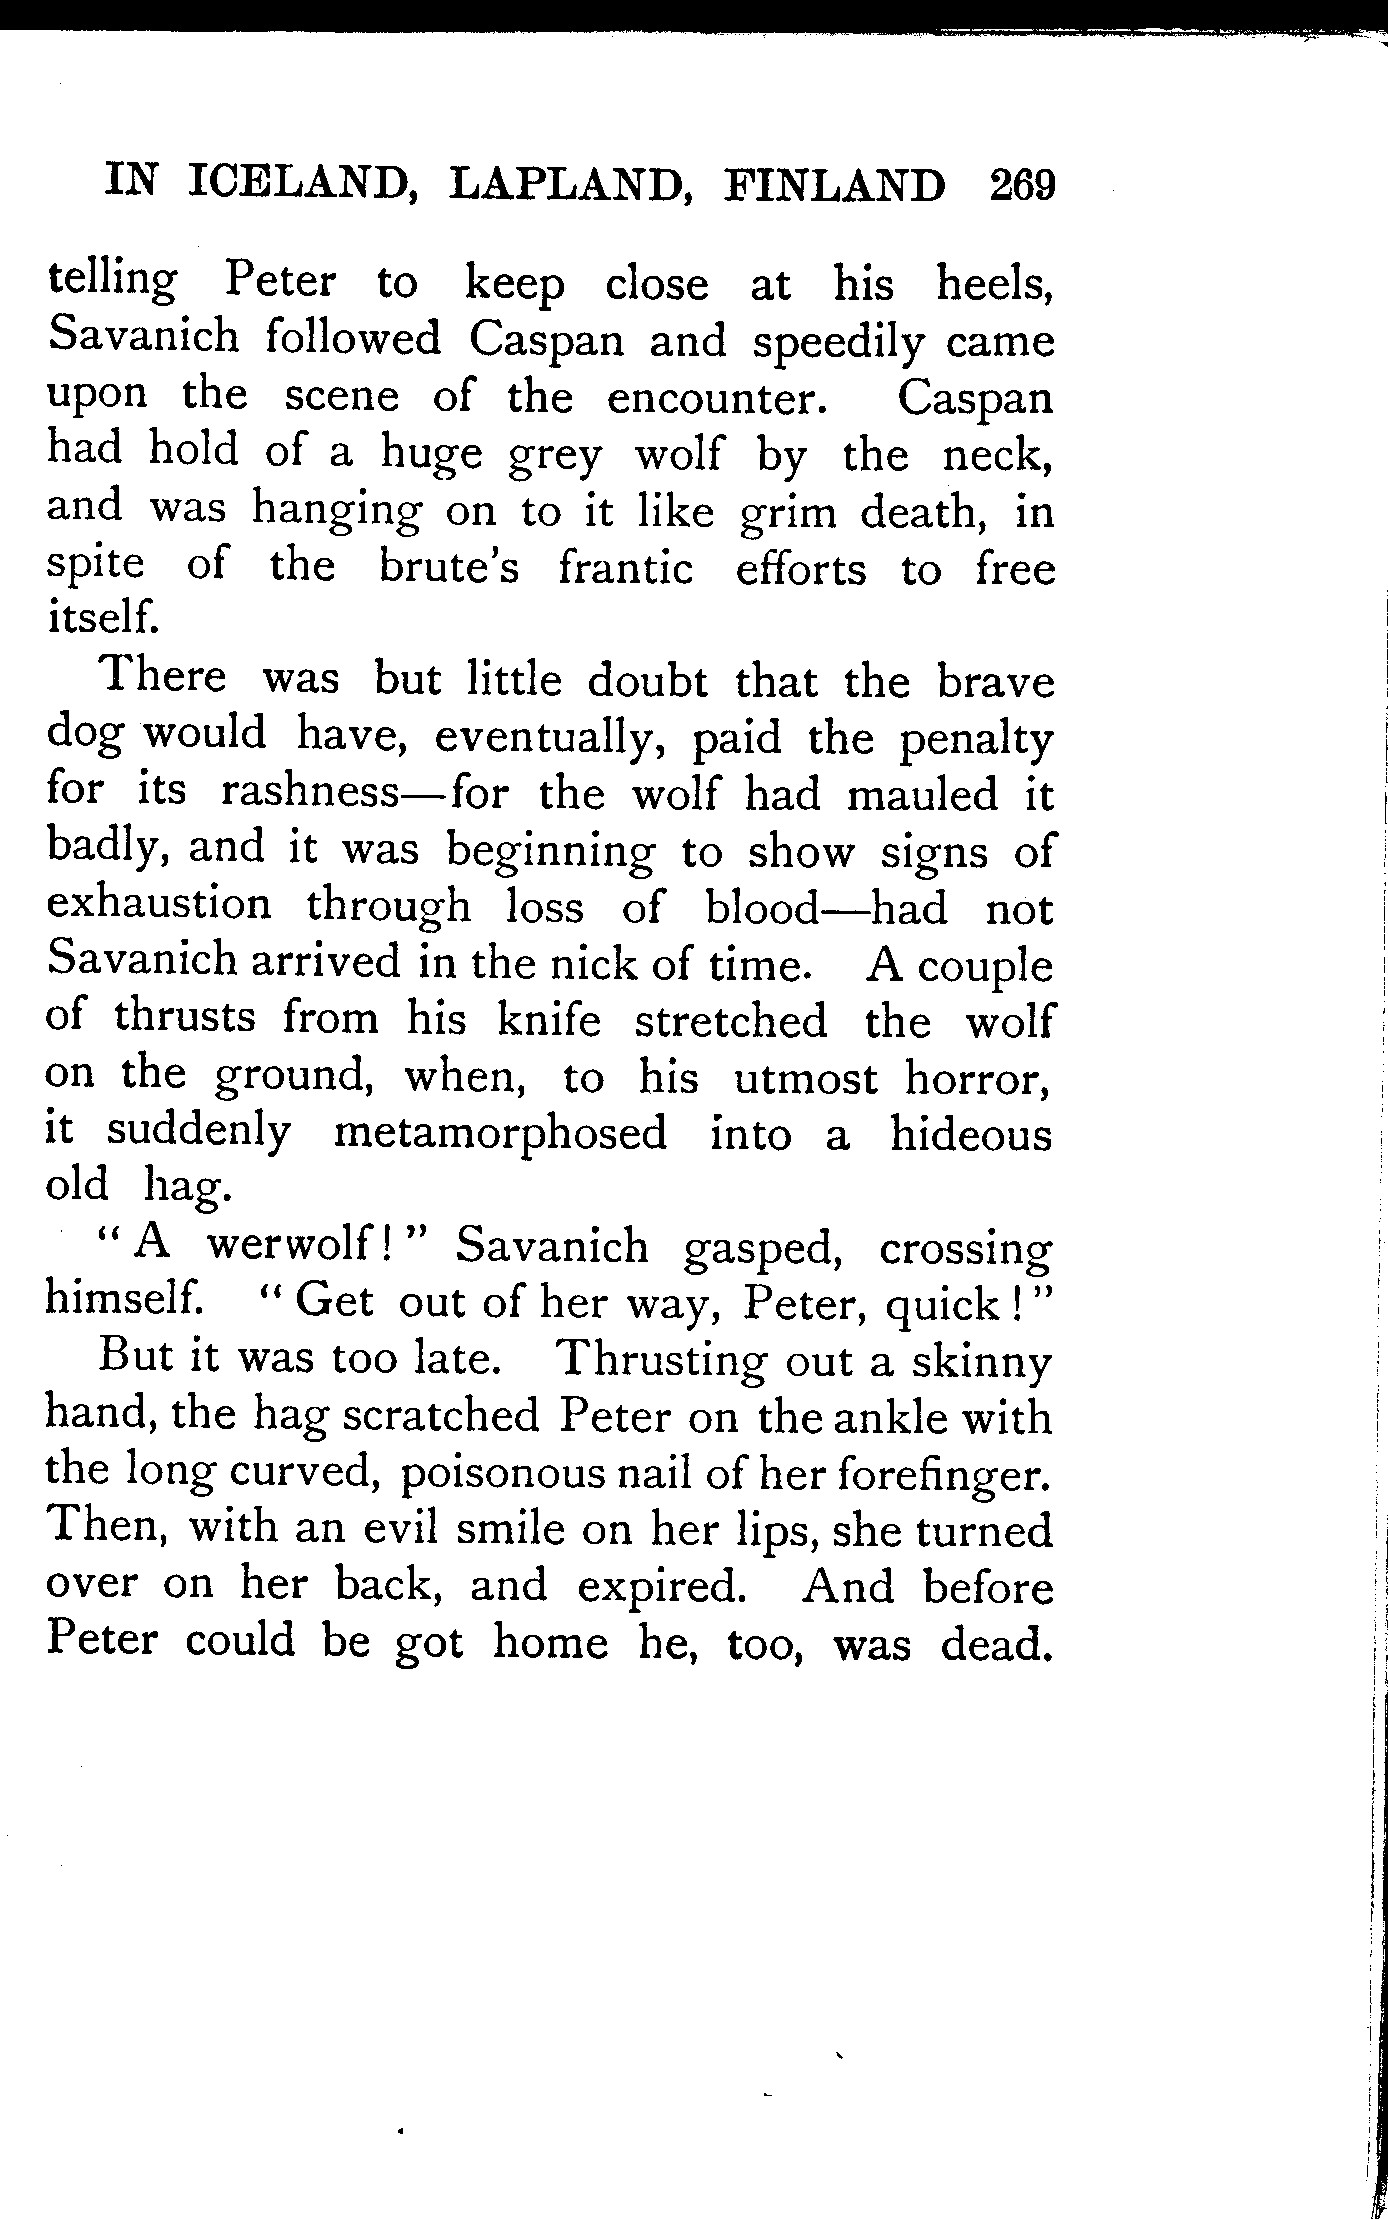 IN ICELAND, LAPLAND, FINLAND 269
telling Peter to keep close at his heels,
Savanich followed Caspan and speedily came
upon the scene of the encounter. Caspan
had hold of a huge grey wolf by the neck,
and was hanging on to it like grim death, in
spite of the brute's frantic efforts to free
itself.
There was but little doubt that the brave
dog would have, eventually, paid the penalty
for its rashness—for the wolf had mauled it
badly, and it was beginning to show signs of
exhaustion through loss of blood—had not
Savanich arrived in the nick of time. A couple
of thrusts from his knife stretched the wolf
on the ground, when, to his utmost horror,
it suddenly metamorphosed into a hideous
old hag.
“ A werwolf! ” Savanich gasped, crossing
himself. “ Get out of her way, Peter, quick ! ”
But it was too late. Thrusting out a skinny
hand, the hag scratched Peter on the ankle with
the long curved, poisonous nail of her forefinger.
Then, with an evil smile on her lips, she turned
over on her back, and expired. And before
Peter could be got home he, too, was dead.